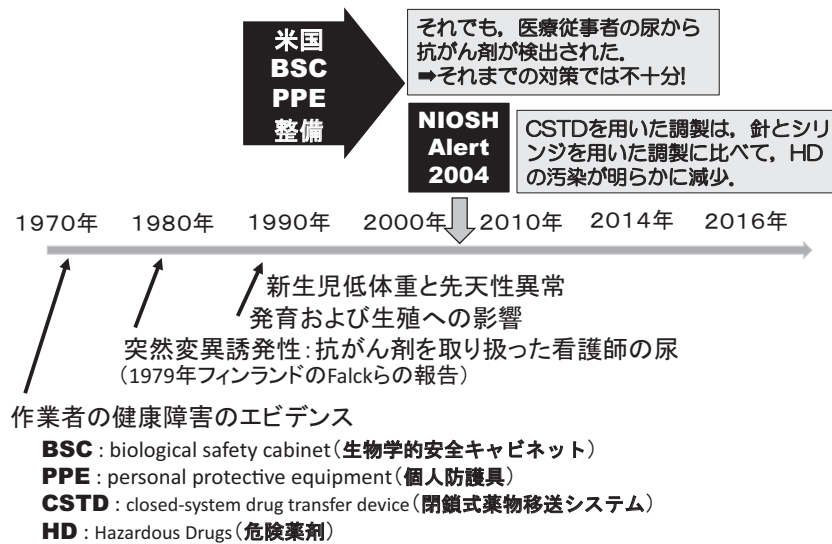 米国
BSC
PPE
整備
それでも，医療従事者の尿から
抗がん剤が検出された．
➡それまでの対策では不十分!
NIOSH
Alert
2004
CSTDを用いた調製は，針とシリ
ンジを用いた調製に比べて，HD
の汚染が明らかに減少．
1970年 1980年 1990年 2000年 2010年 2014年 2016年
新生児低体重と先天性異常
発育および生殖への影響
突然変異誘発性：抗がん剤を取り扱った看護師の尿
（1979年フィンランドのFalckらの報告）
作業者の健康障害のエビデンス
BSC : biological safety cabinet（生物学的安全キャビネット）
PPE : personal protective equipment（個人防護具）
CSTD : closed-system drug transfer device（閉鎖式薬物移送システム）
HD : Hazardous Drugs（危険薬剤）